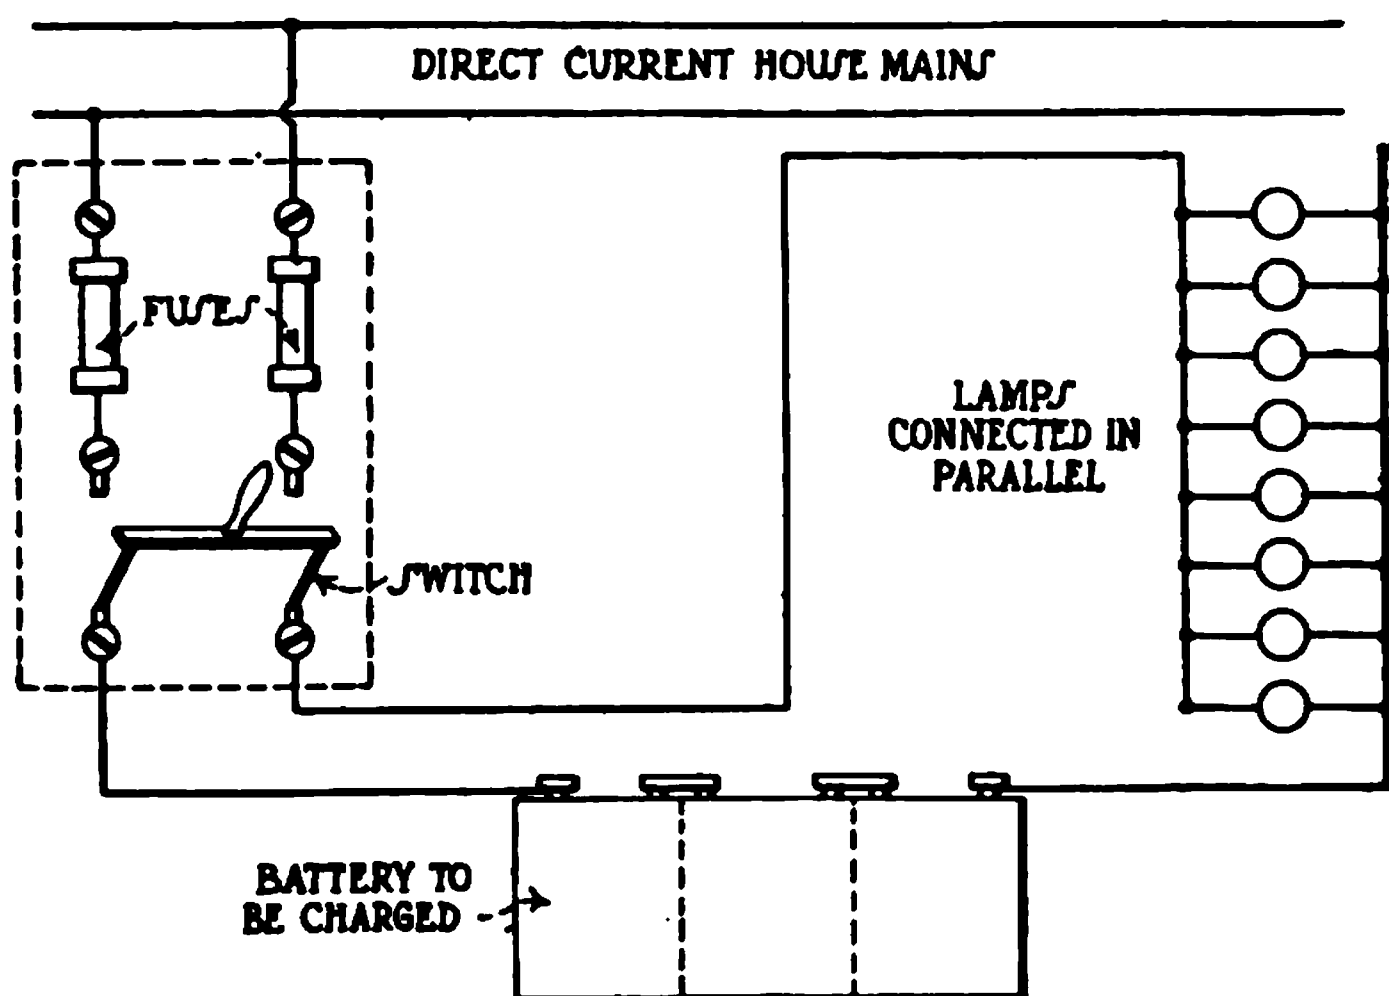 DIRECT CURRENT HOUSE MAINS
FUSES
LAMPS
CONNECTED IN
PARALLEL
SWITCH
BATTERY TO
BE CHARGED